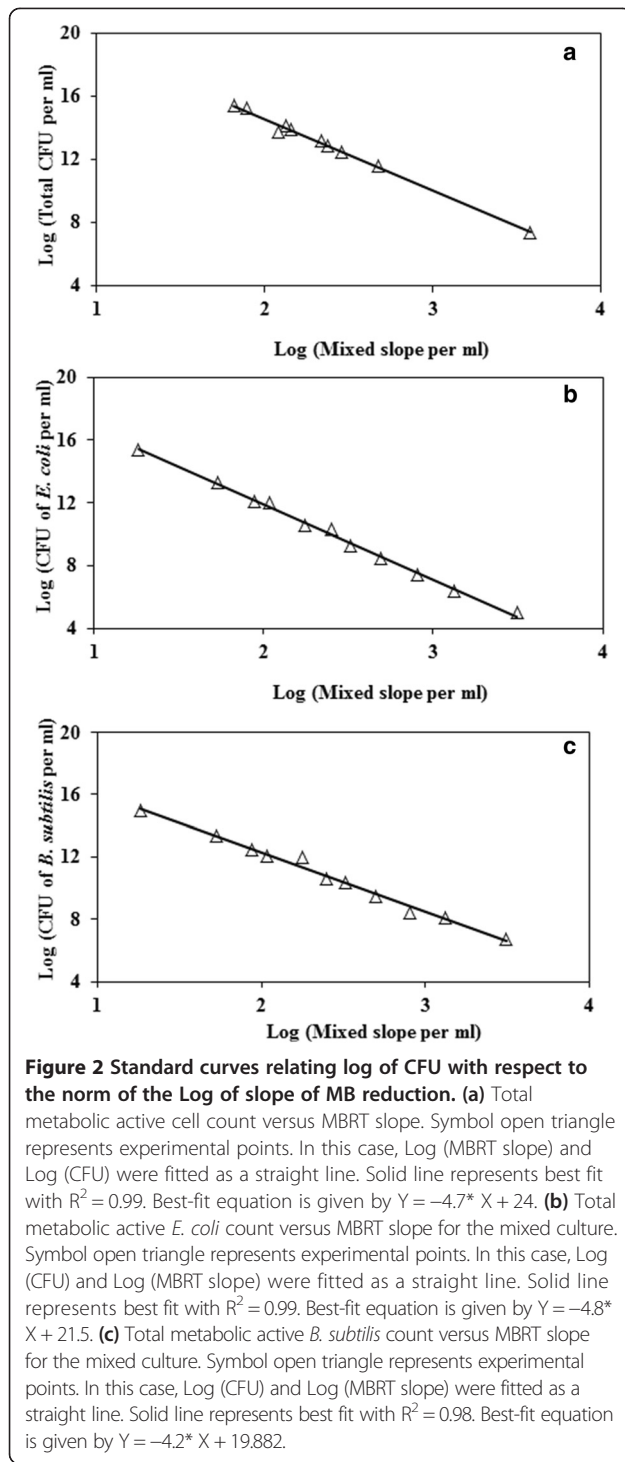 20
a
16
12
8
4
1
2
3
4
Log (Total CFU per ml)
Log (Mixed slope per ml)
20
b
16
12
8
4
1
2
3
4
Log (CFU of E. coli per ml)
Log (Mixed slope per ml)
20
c
16
12
8
4
1
2
3
4
Log (CFU of B. subtilis per ml)
Log (Mixed slope per ml)
Figure 2 Standard curves relating log of CFU with respect to
the norm of the Log of slope of MB reduction. (a) Total
metabolic active cell count versus MBRT slope. Symbol open triangle
represents experimental points. In this case, Log (MBRT slope) and
Log (CFU) were fitted as a straight line. Solid line represents best fit
with R² = 0.99. Best-fit equation is given by Y = −4.7* X + 24. (b) Total
metabolic active E. coli count versus MBRT slope for the mixed culture.
Symbol open triangle represents experimental points. In this case, Log
(CFU) and Log (MBRT slope) were fitted as a straight line. Solid line
represents best fit with R² = 0.99. Best-fit equation is given by Y = −4.8*
X + 21.5. (c) Total metabolic active B. subtilis count versus MBRT slope
for the mixed culture. Symbol open triangle represents experimental
points. In this case, Log (CFU) and Log (MBRT slope) were fitted as a
straight line. Solid line represents best fit with R² = 0.98. Best-fit equation
is given by Y = −4.2* X + 19.882.